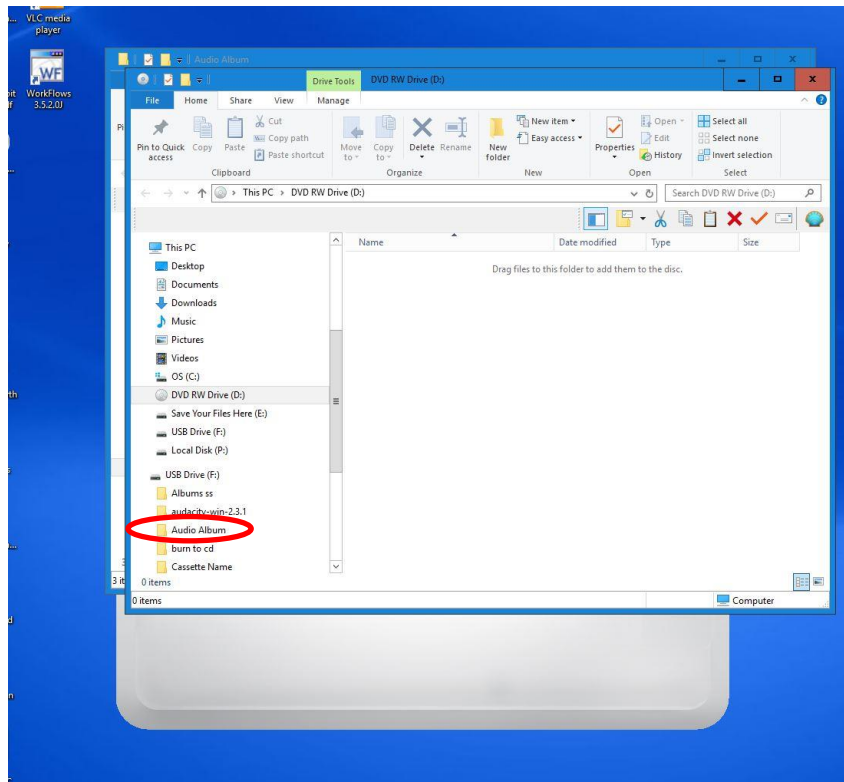 VLC media
player
WF
WorkFlows
3.5.2.0J
Audio Album
Drive Tools
DVD RW Drive (D:)
File Home Share View Manage
Pin to Quick
access
Copy
Paste
Cut
Copy path
Paste shortcut
Clipboard
Move
to
Copy
to
Delete
Rename
Organize
New
folder
New item
Easy access
New
Properties
Open
Edit
History
Open
Select all
Select none
Invert selection
Select
This PC > DVD RW Drive (D:)
Search DVD RW Drive (D:)
Name Date modified Type Size
Drag files to this folder to add them to the disc.
This PC
Desktop
Documents
Downloads
Music
Pictures
Videos
OS (C:)
DVD RW Drive (D:)
Save Your Files Here (E:)
USB Drive (F:)
Local Disk (P:)
USB Drive (F:)
Albums ss
audacity-win-2.3.1
Audio Album
burn to cd
Cassette Name
0 items
0 items
Computer